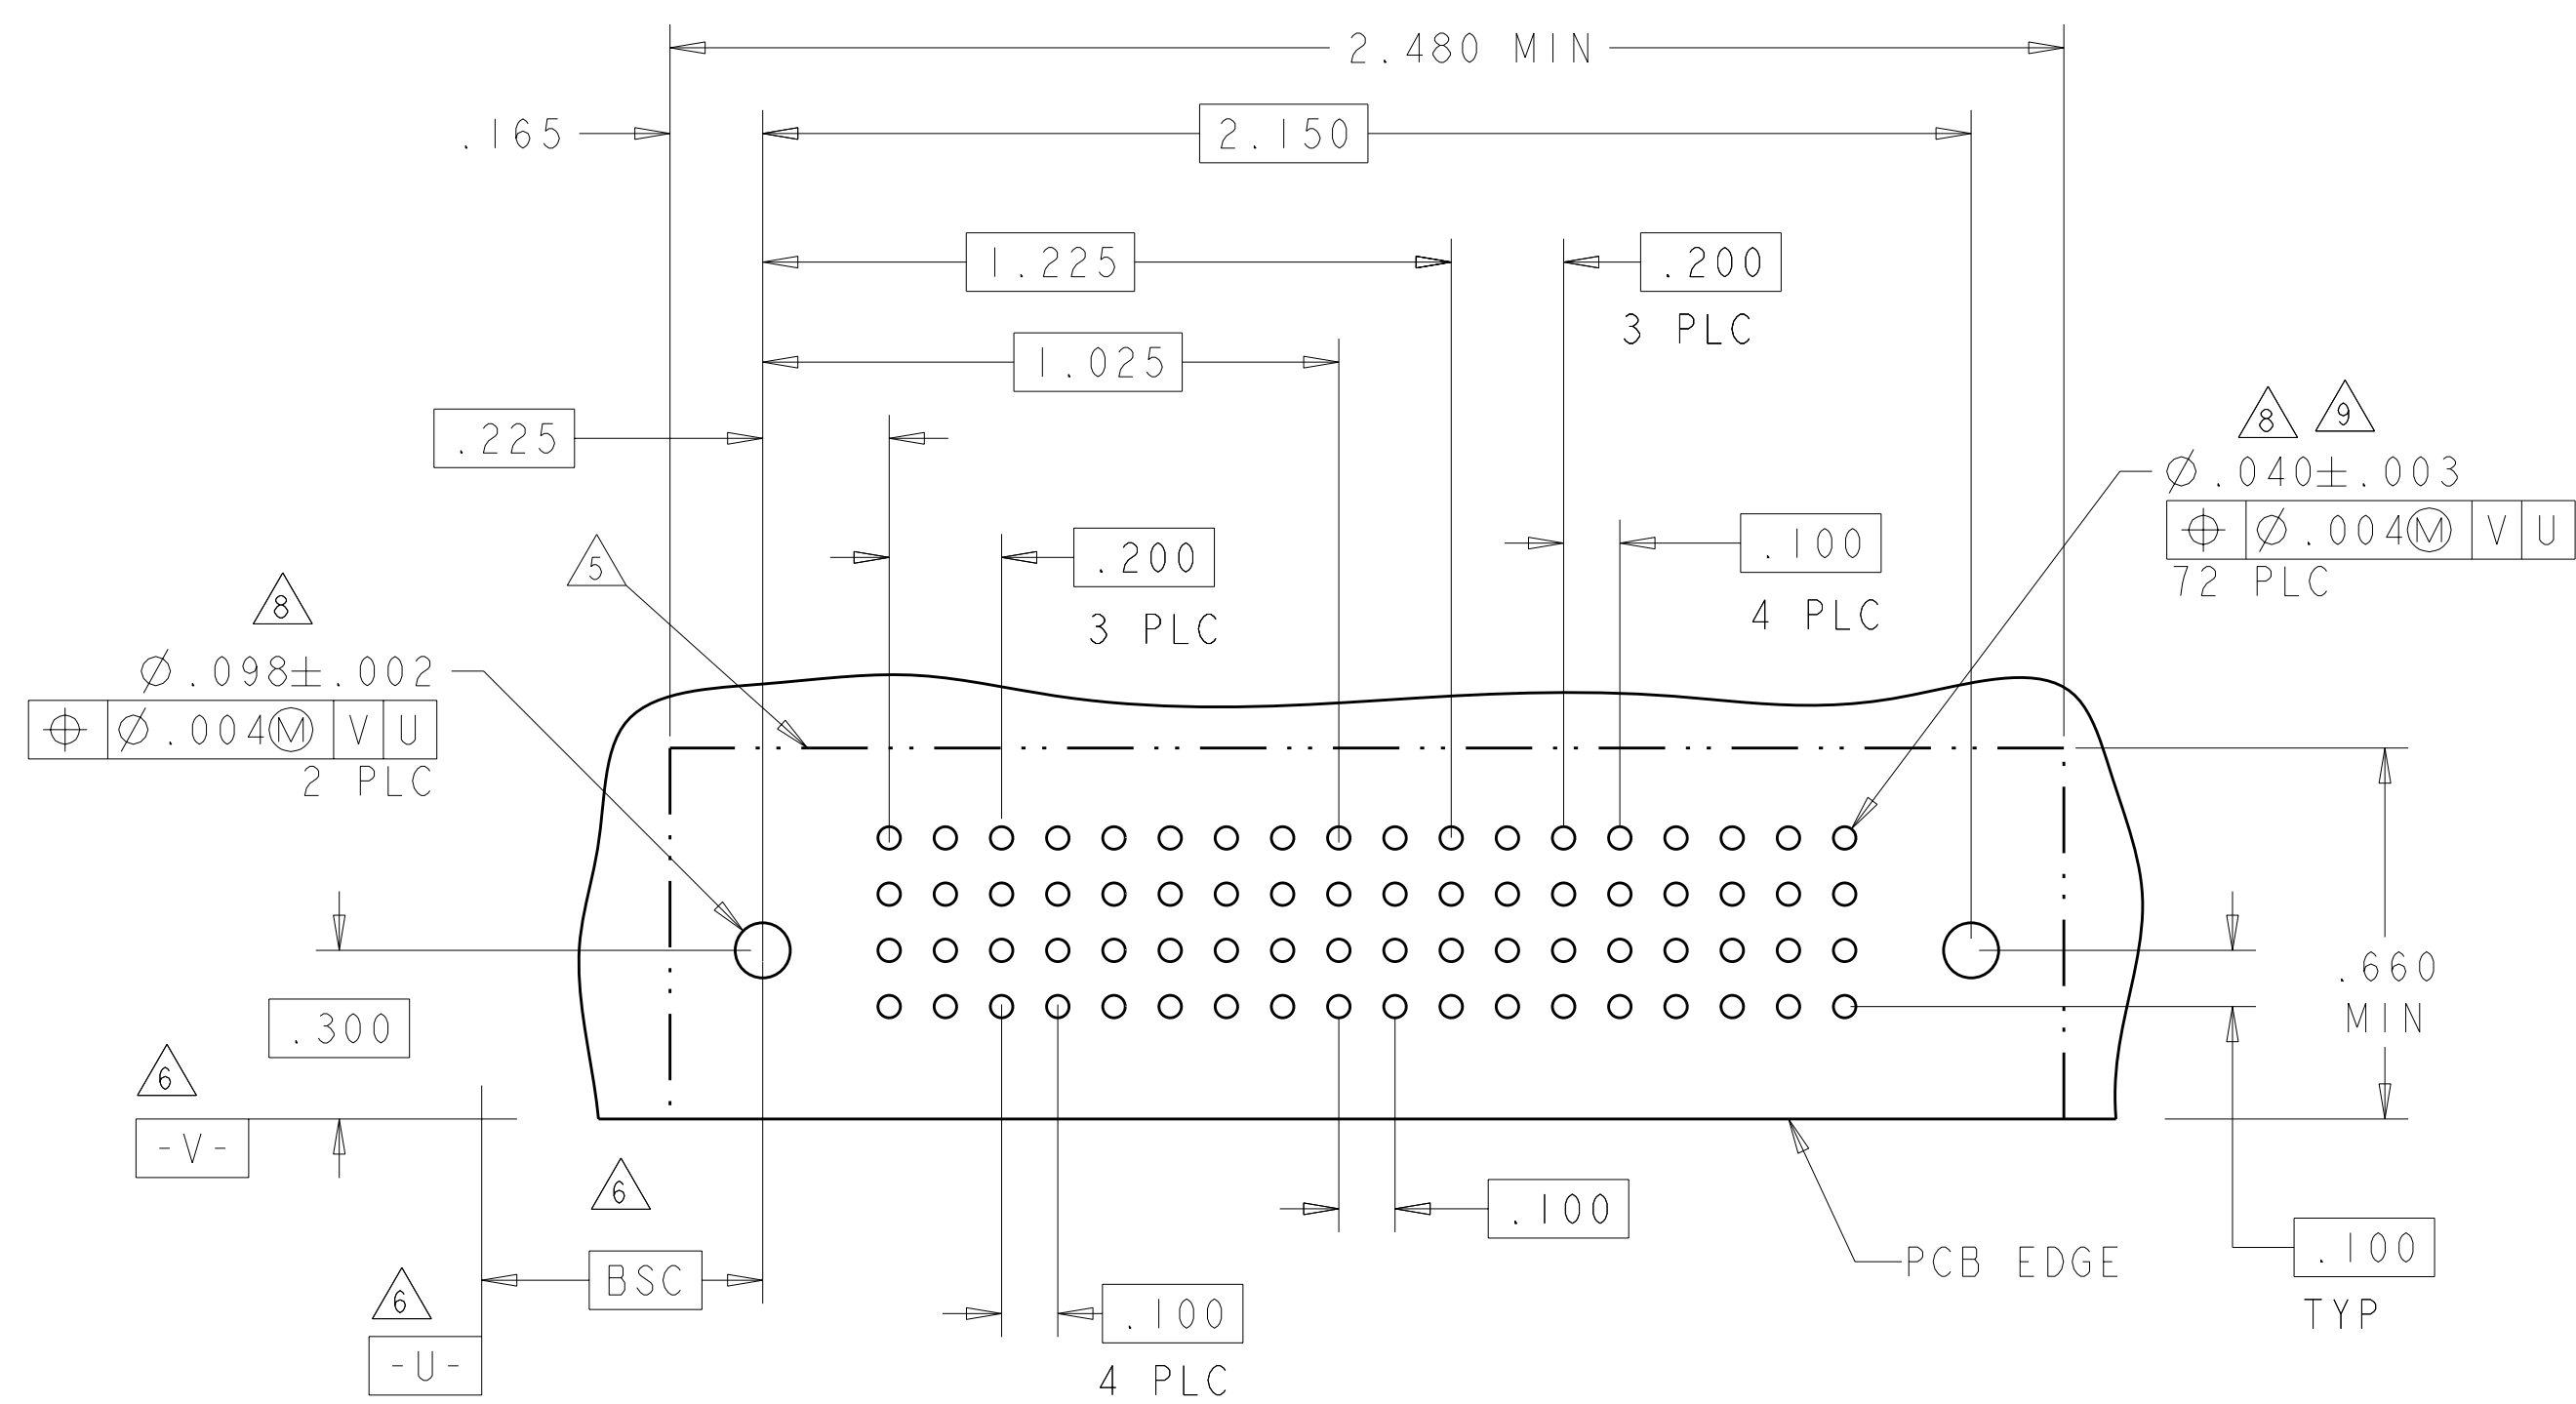 2.480 MIN
.165
2.150
1.225
.200
3 PLC
1.025
.225
8 9
⌀.040±.003
⌖ ⌀.004Ⓜ V U
72 PLC
.200
3 PLC
.100
4 PLC
5
8
⌀.098±.002
⌖ ⌀.004Ⓜ V U
2 PLC
.660
MIN
.300
6
-V-
6
BSC
6
-U-
.100
4 PLC
.100
PCB EDGE
.100
TYP